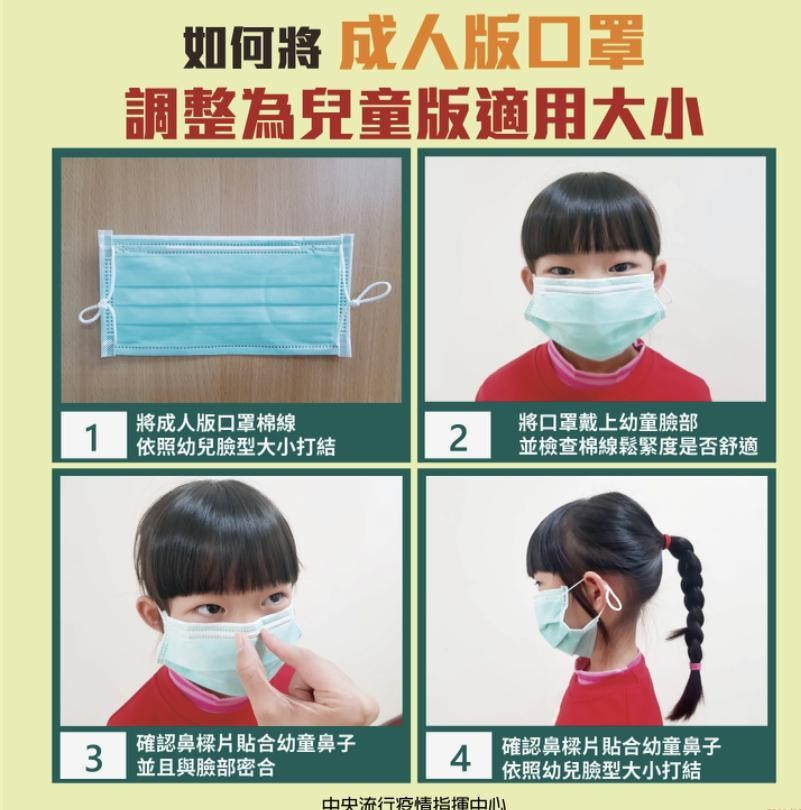 如何將 成人版口罩
調整為兒童版適用大小
1
將成人版口罩棉線
依照幼兒臉型大小打結
2
將口罩戴上幼童臉部
並檢查棉線鬆緊度是否舒適
3
確認鼻樑片貼合幼童鼻子
並且與臉部密合
4
確認鼻樑片貼合幼童鼻子
依照幼兒臉型大小打結
中央流行疫情指揮中心